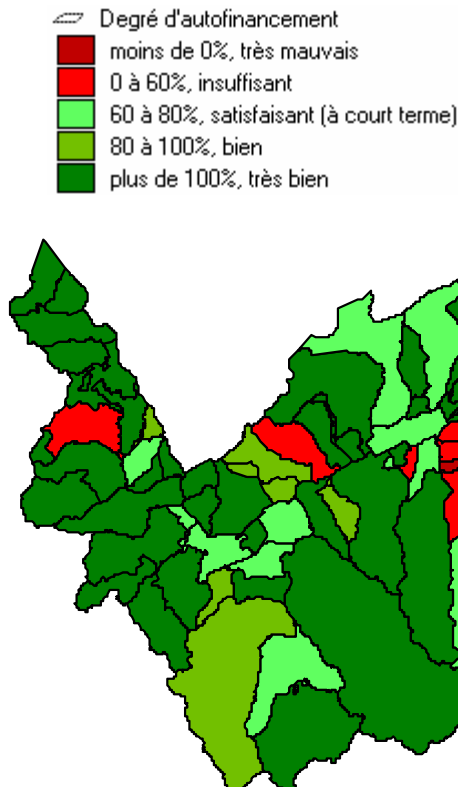 Degré d'autofinancement
moins de 0%, très mauvais
0 à 60%, insuffisant
60 à 80%, satisfaisant (à court terme)
80 à 100%, bien
plus de 100%, très bien